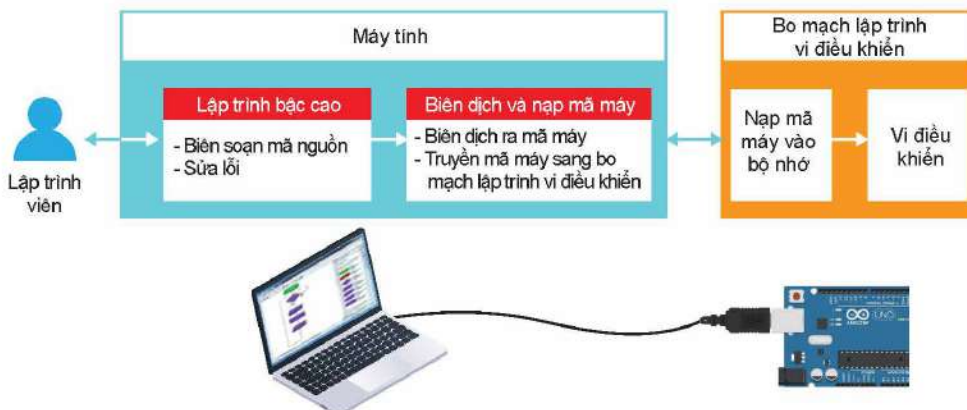 Máy tính
Bo mạch lập trình
vi điều khiển
Lập trình bậc cao
- Biên soạn mã nguồn
- Sửa lỗi
Biên dịch và nạp mã máy
- Biên dịch ra mã máy
- Truyền mã máy sang bo
mạch lập trình vi điều khiển
Nạp mã
máy vào
bộ nhớ
Vi điều
khiển
Lập trình
viên
UNO
ARDUINO